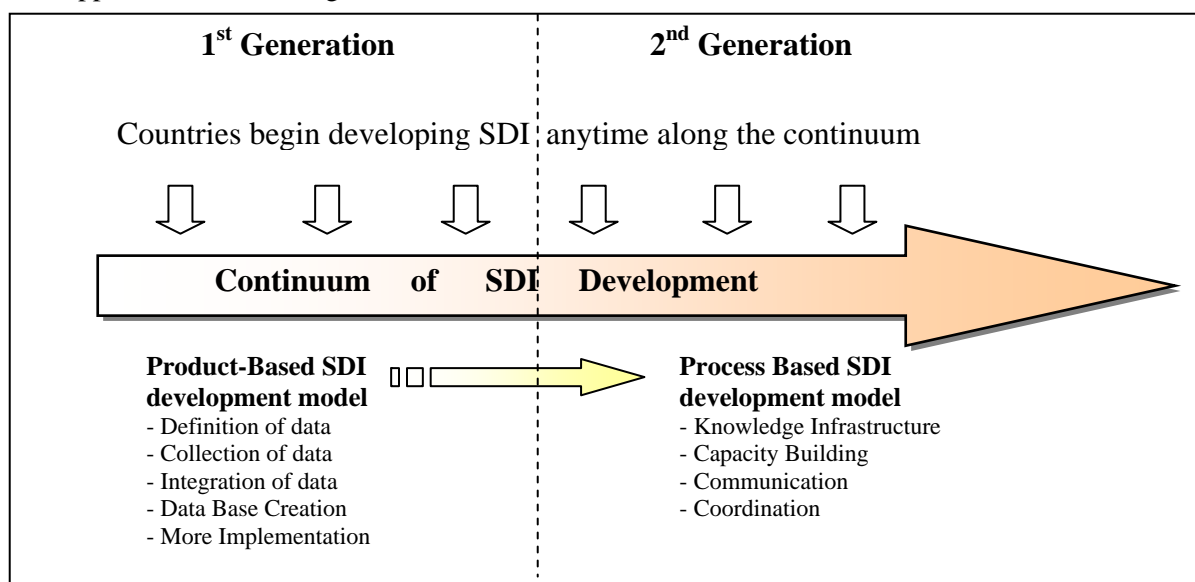 1st Generation
2nd Generation
Countries begin developing SDI anytime along the continuum
Continuum of SDI Development
Product-Based SDI
development model
- Definition of data
- Collection of data
- Integration of data
- Data Base Creation
- More Implementation
Process Based SDI
development model
- Knowledge Infrastructure
- Capacity Building
- Communication
- Coordination